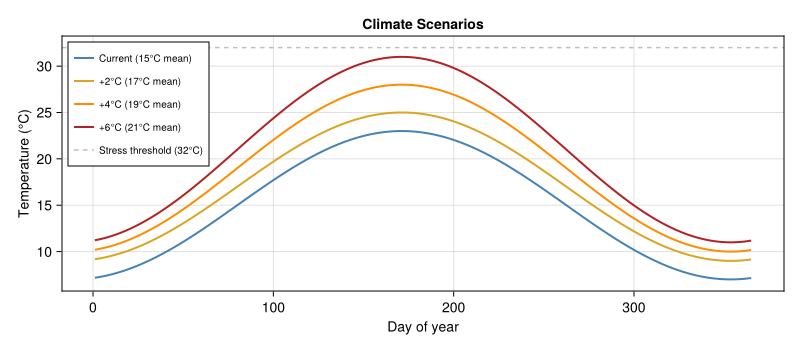 Climate Scenarios
Temperature (°C)
30
25
20
15
10
Current (15°C mean)
+2°C (17°C mean)
+4°C (19°C mean)
+6°C (21°C mean)
Stress threshold (32°C)
0
100
200
300
Day of year